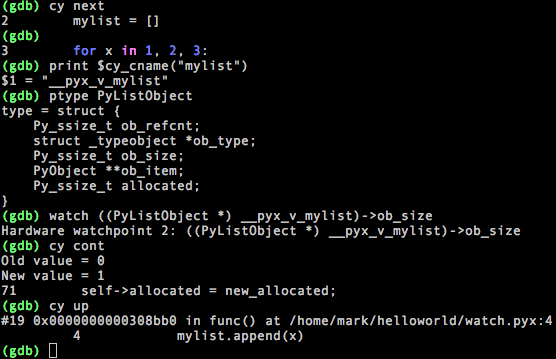 (gdb) cy next
2        mylist = []
(gdb)
3        for x in 1, 2, 3:
(gdb) print $cy_cname("mylist")
$1 = "__pyx_v_mylist"
(gdb) ptype PyListObject
type = struct {
    Py_ssize_t ob_refcnt;
    struct _typeobject *ob_type;
    Py_ssize_t ob_size;
    PyObject **ob_item;
    Py_ssize_t allocated;
}
(gdb) watch ((PyListObject *) __pyx_v_mylist)->ob_size
Hardware watchpoint 2: ((PyListObject *) __pyx_v_mylist)->ob_size
(gdb) cy cont
Old value = 0
New value = 1
71        self->allocated = new_allocated;
(gdb) cy up
#19 0x0000000000308bb0 in func() at /home/mark/helloworld/watch.pyx:4
         4            mylist.append(x)
(gdb)